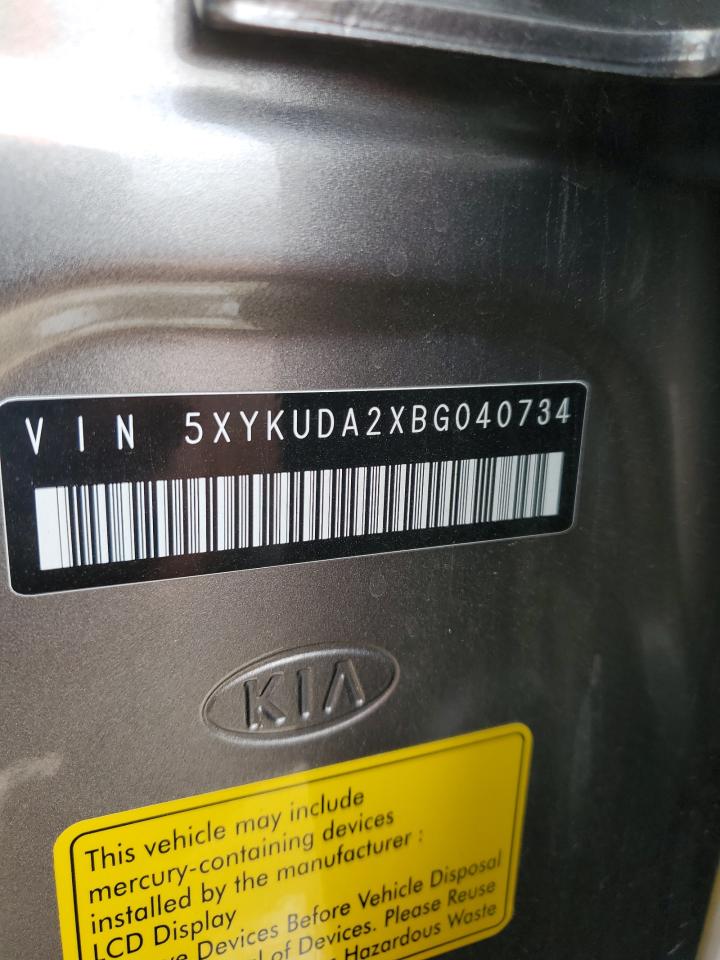 VIN 5XYKUDA2XBG040734
KIA
This vehicle may include
mercury-containing devices
installed by the manufacturer :
LCD Display
Devices Before Vehicle Disposal
of Devices. Please Reuse
Hazardous Waste